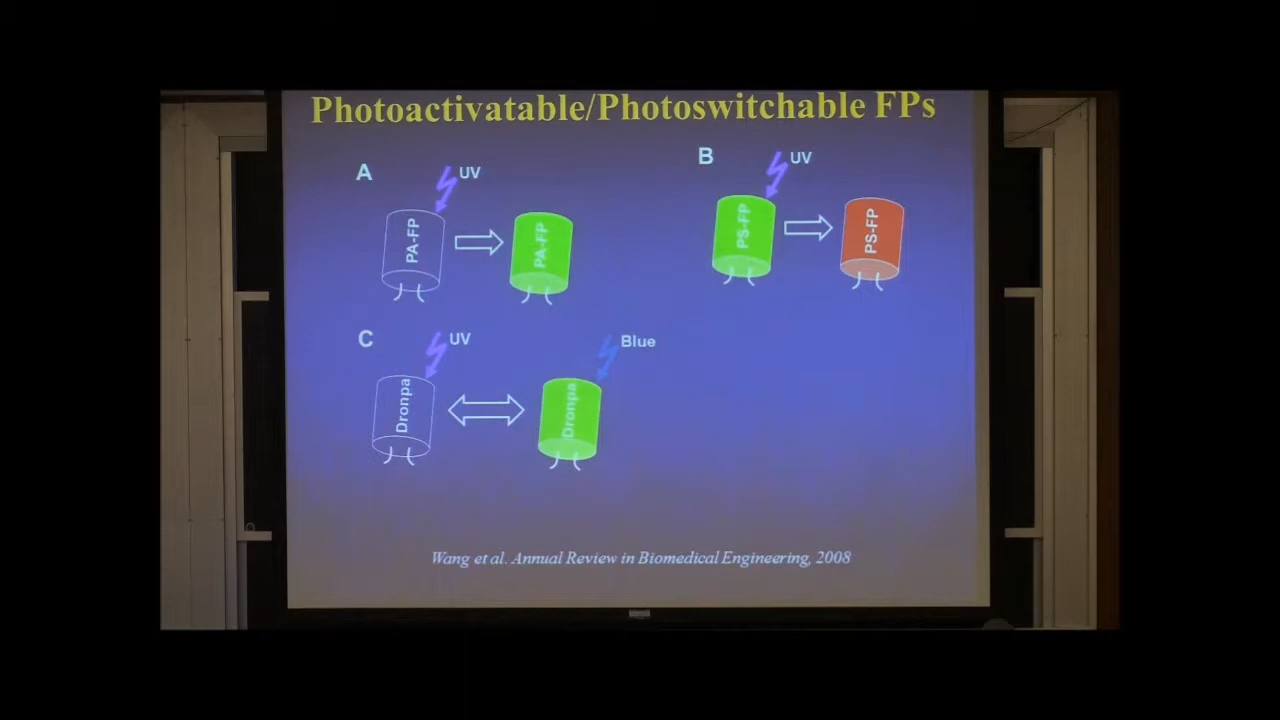 Photoactivatable/Photoswitchable FPs
A
UV
PA-FP
PA-FP
B
UV
PS-FP
PS-FP
C
UV
Dronpa
Blue
Dronpa
Wang et al. Annual Review in Biomedical Engineering, 2008